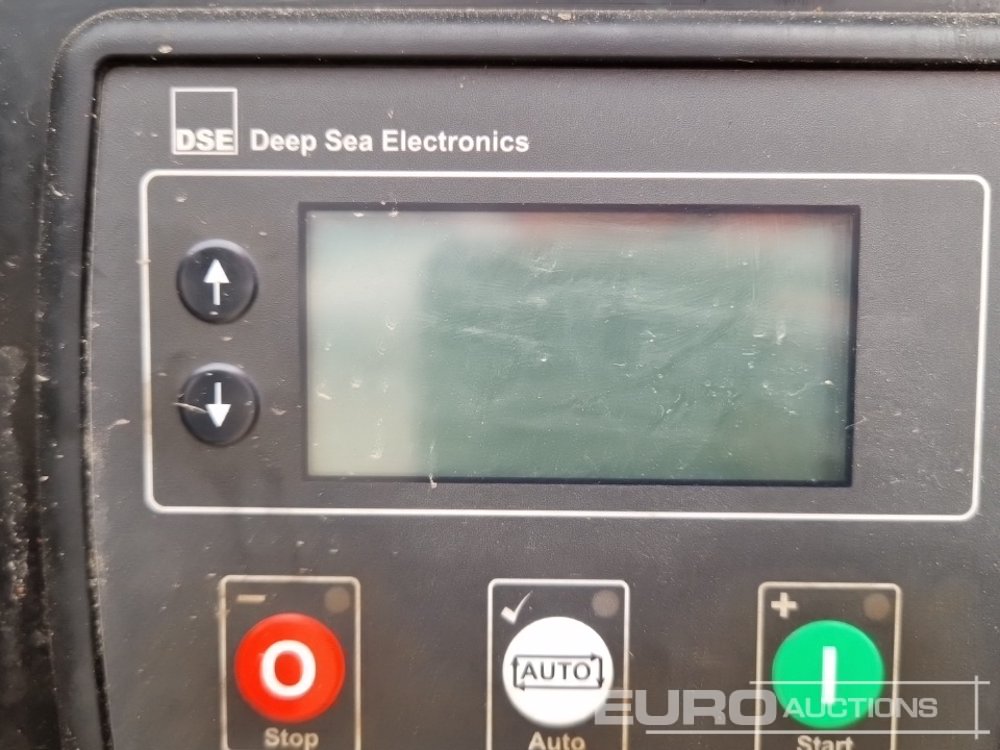 DSE Deep Sea Electronics
− ✓ +
O AUTO I
Stop Auto Start
EURO AUCTIONS